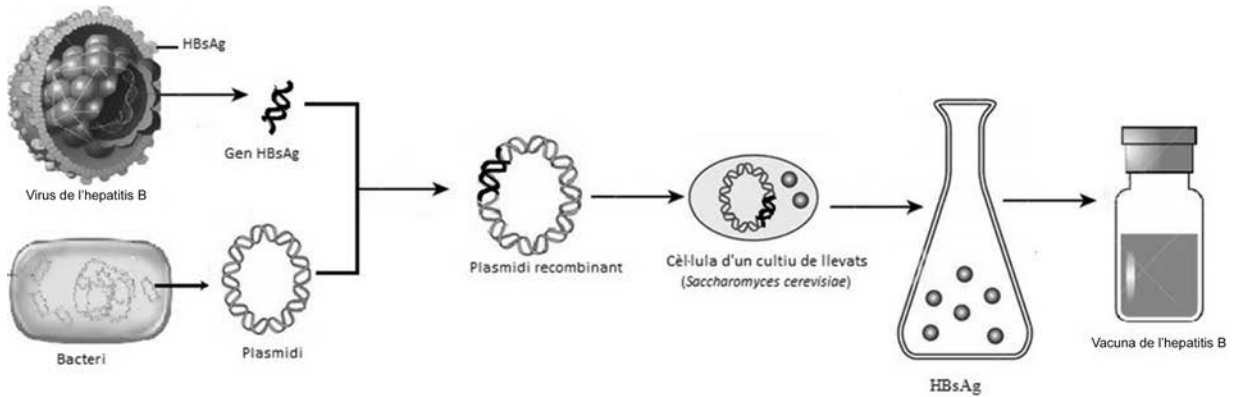 HBsAg
Gen HBsAg
Virus de l'hepatitis B
Bacteri
Plasmidi
Plasmidi recombinant
Cèl·lula d'un cultiu de llevats
(Saccharomyces cerevisiae)
HBsAg
Vacuna de l'hepatitis B